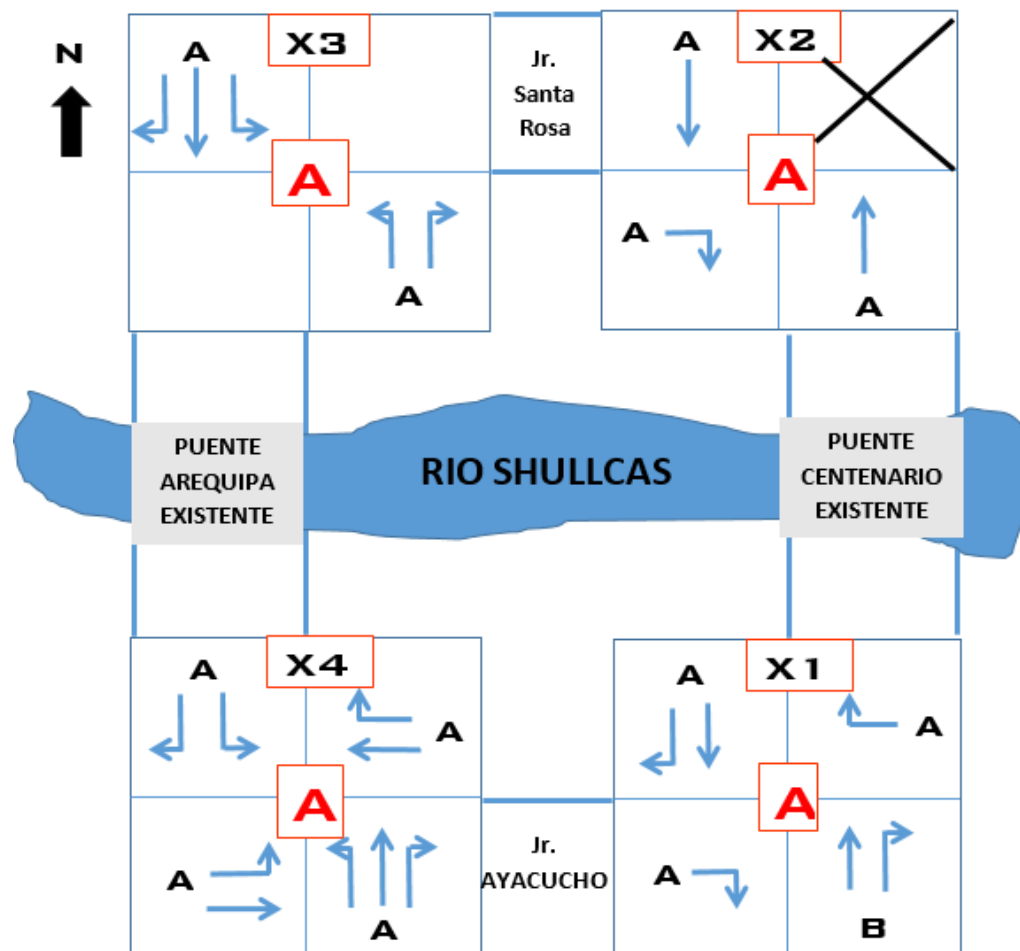 N
A
X3
A
A
Jr.
Santa
Rosa
A
X2
A
A
A
PUENTE
AREQUIPA
EXISTENTE
RIO SHULLCAS
PUENTE
CENTENARIO
EXISTENTE
A
X4
A
A
A
A
Jr.
AYACUCHO
A
X1
A
A
A
B